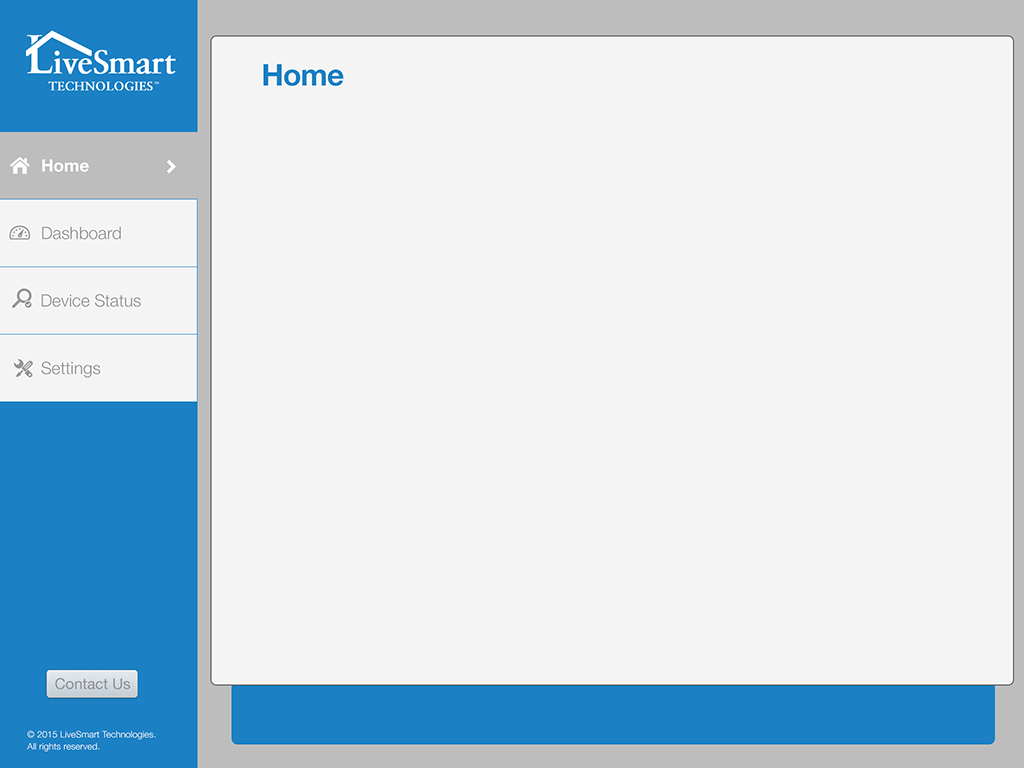 LiveSmart
TECHNOLOGIES™
Home
Home
Dashboard
Device Status
Settings
Contact Us
© 2015 LiveSmart Technologies.
All rights reserved.